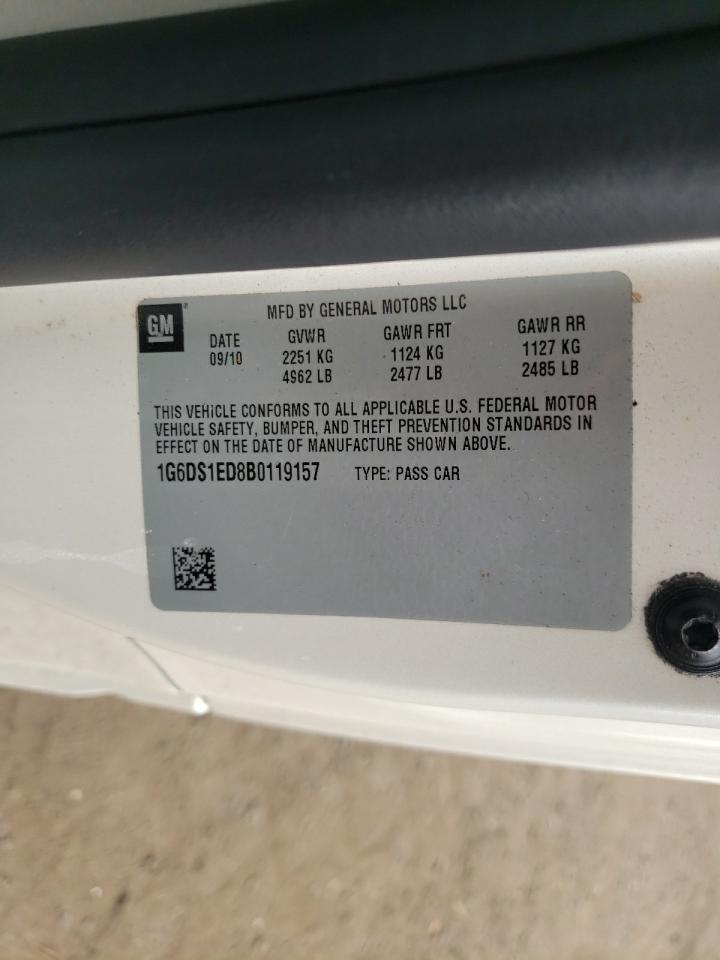 GM
MFD BY GENERAL MOTORS LLC
DATE GVWR GAWR FRT GAWR RR
09/10 2251 KG 1124 KG 1127 KG
4962 LB 2477 LB 2485 LB
THIS VEHICLE CONFORMS TO ALL APPLICABLE U.S. FEDERAL MOTOR
VEHICLE SAFETY, BUMPER, AND THEFT PREVENTION STANDARDS IN
EFFECT ON THE DATE OF MANUFACTURE SHOWN ABOVE.
1G6DS1ED8B0119157 TYPE: PASS CAR